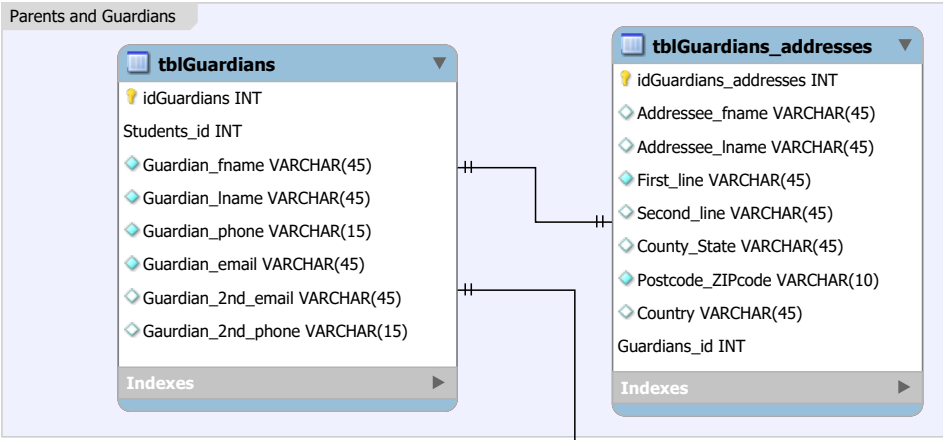 Parents and Guardians
tblGuardians
idGuardians INT
Students_id INT
Guardian_fname VARCHAR(45)
Guardian_lname VARCHAR(45)
Guardian_phone VARCHAR(15)
Guardian_email VARCHAR(45)
Guardian_2nd_email VARCHAR(45)
Gaurdian_2nd_phone VARCHAR(15)
Indexes
tblGuardians_addresses
idGuardians_addresses INT
Addressee_fname VARCHAR(45)
Addressee_lname VARCHAR(45)
First_line VARCHAR(45)
Second_line VARCHAR(45)
County_State VARCHAR(45)
Postcode_ZIPcode VARCHAR(10)
Country VARCHAR(45)
Guardians_id INT
Indexes